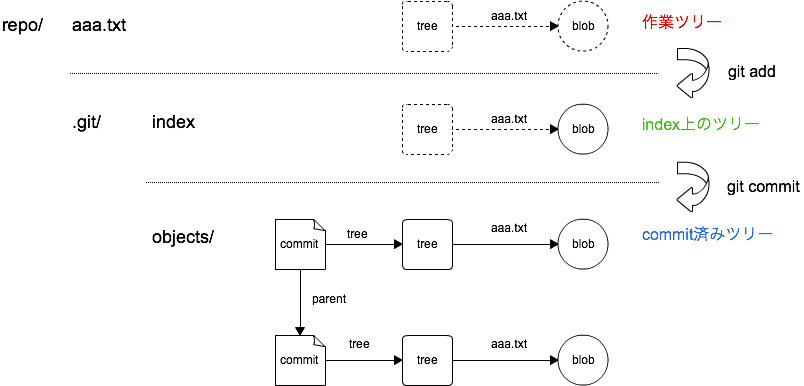 repo/ aaa.txt tree aaa.txt blob 作業ツリー
git add
.git/ index tree aaa.txt blob index上のツリー
git commit
objects/ commit tree tree aaa.txt blob commit済みツリー
parent
commit tree tree aaa.txt blob